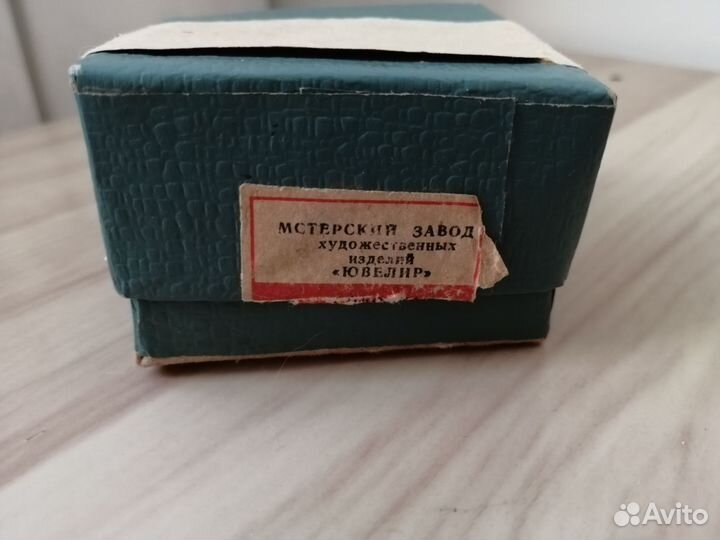 МСТЕРСКИЙ ЗАВОД
художественных
изделий
«ЮВЕЛИР»
Avito